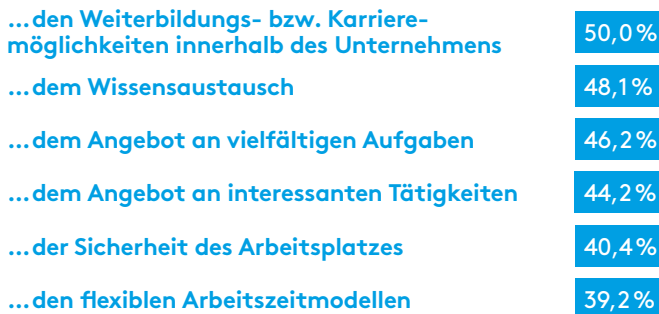 ...den Weiterbildungs- bzw. Karriere-
möglichkeiten innerhalb des Unternehmens 50,0%
...dem Wissensaustausch 48,1%
...dem Angebot an vielfältigen Aufgaben 46,2%
...dem Angebot an interessanten Tätigkeiten 44,2%
...der Sicherheit des Arbeitsplatzes 40,4%
...den flexiblen Arbeitszeitmodellen 39,2%